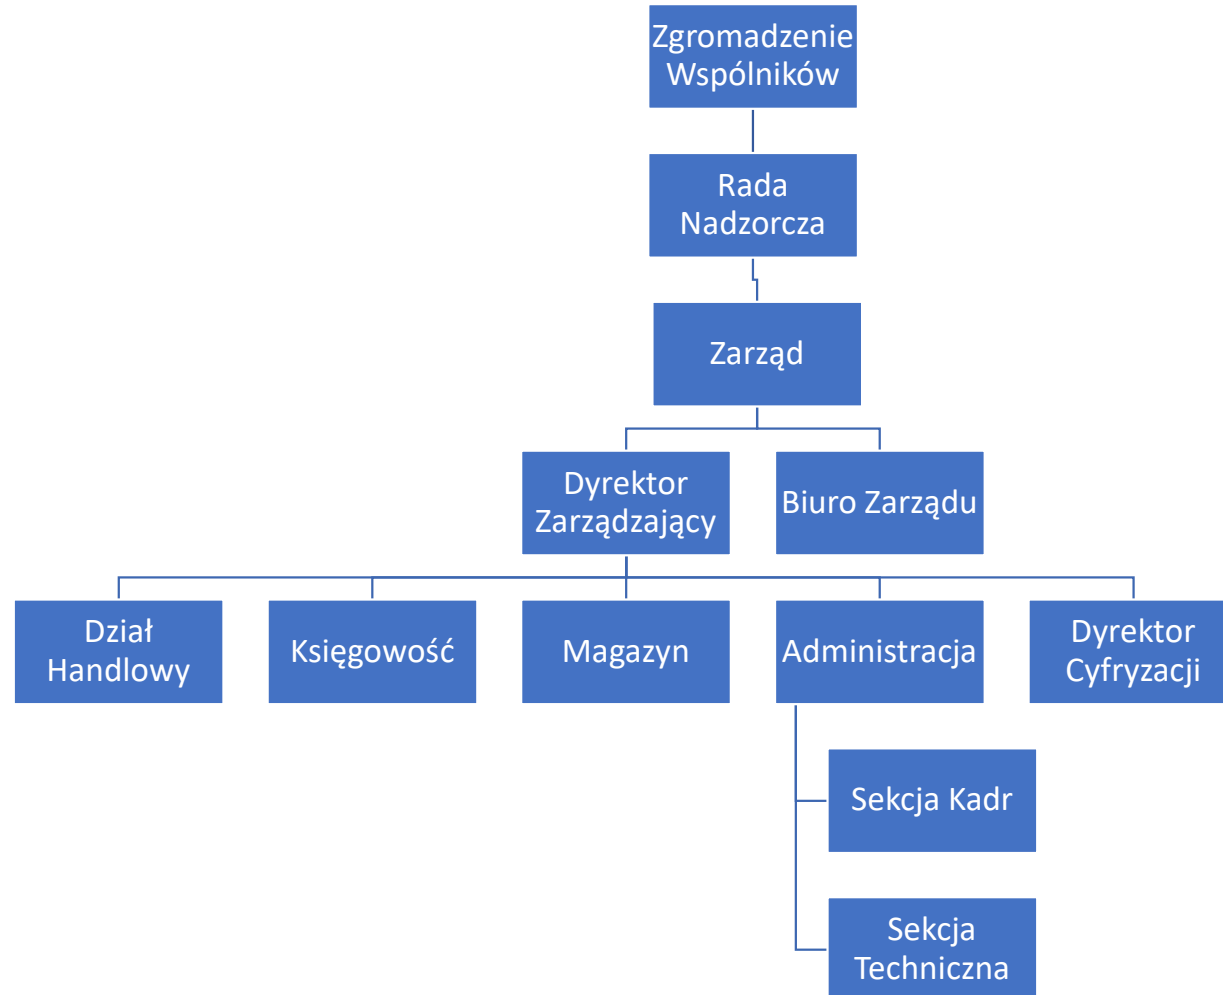 Zgromadzenie
Wspólników
Rada
Nadzorcza
Zarząd
Dyrektor
Zarządzający
Biuro Zarządu
Dział
Handlowy
Księgowość
Magazyn
Administracja
Dyrektor
Cyfryzacji
Sekcja Kadr
Sekcja
Techniczna